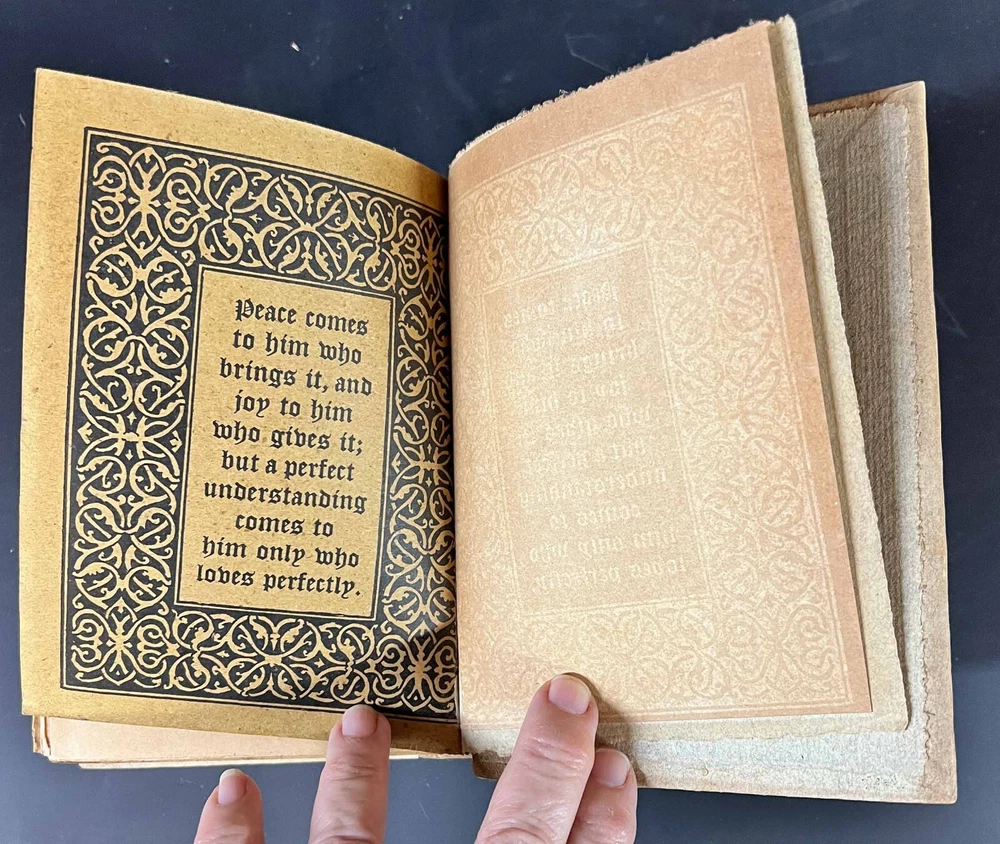 Peace comes
to him who
brings it, and
joy to him
who gives it;
but a perfect
understanding
comes to
him only who
loves perfectly.